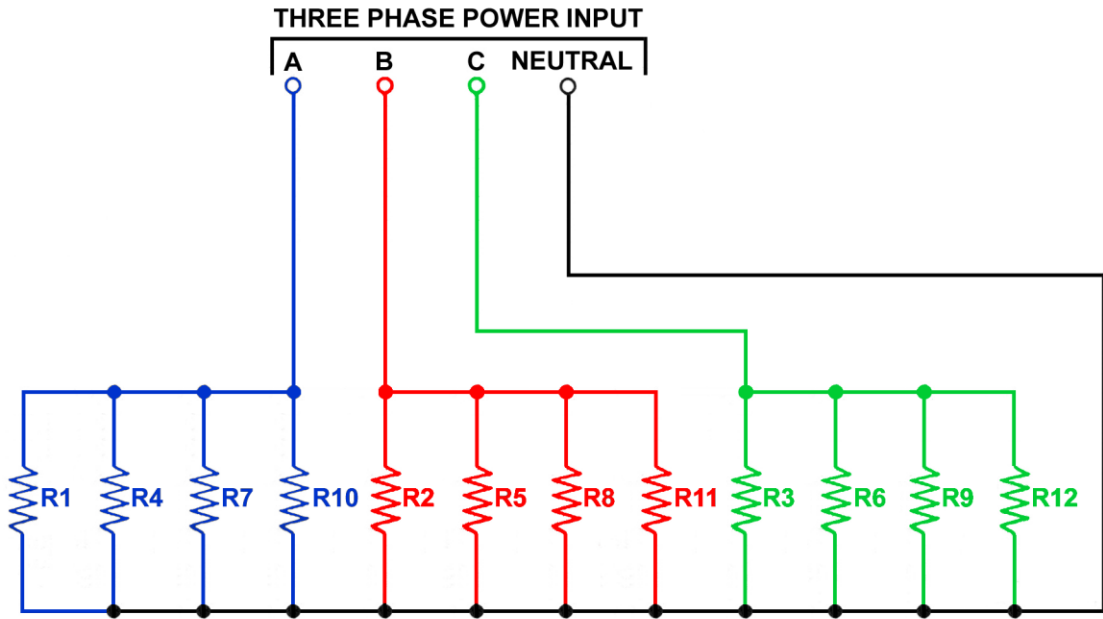 THREE PHASE POWER INPUT
A B C NEUTRAL
R1 R4 R7 R10 R2 R5 R8 R11 R3 R6 R9 R12